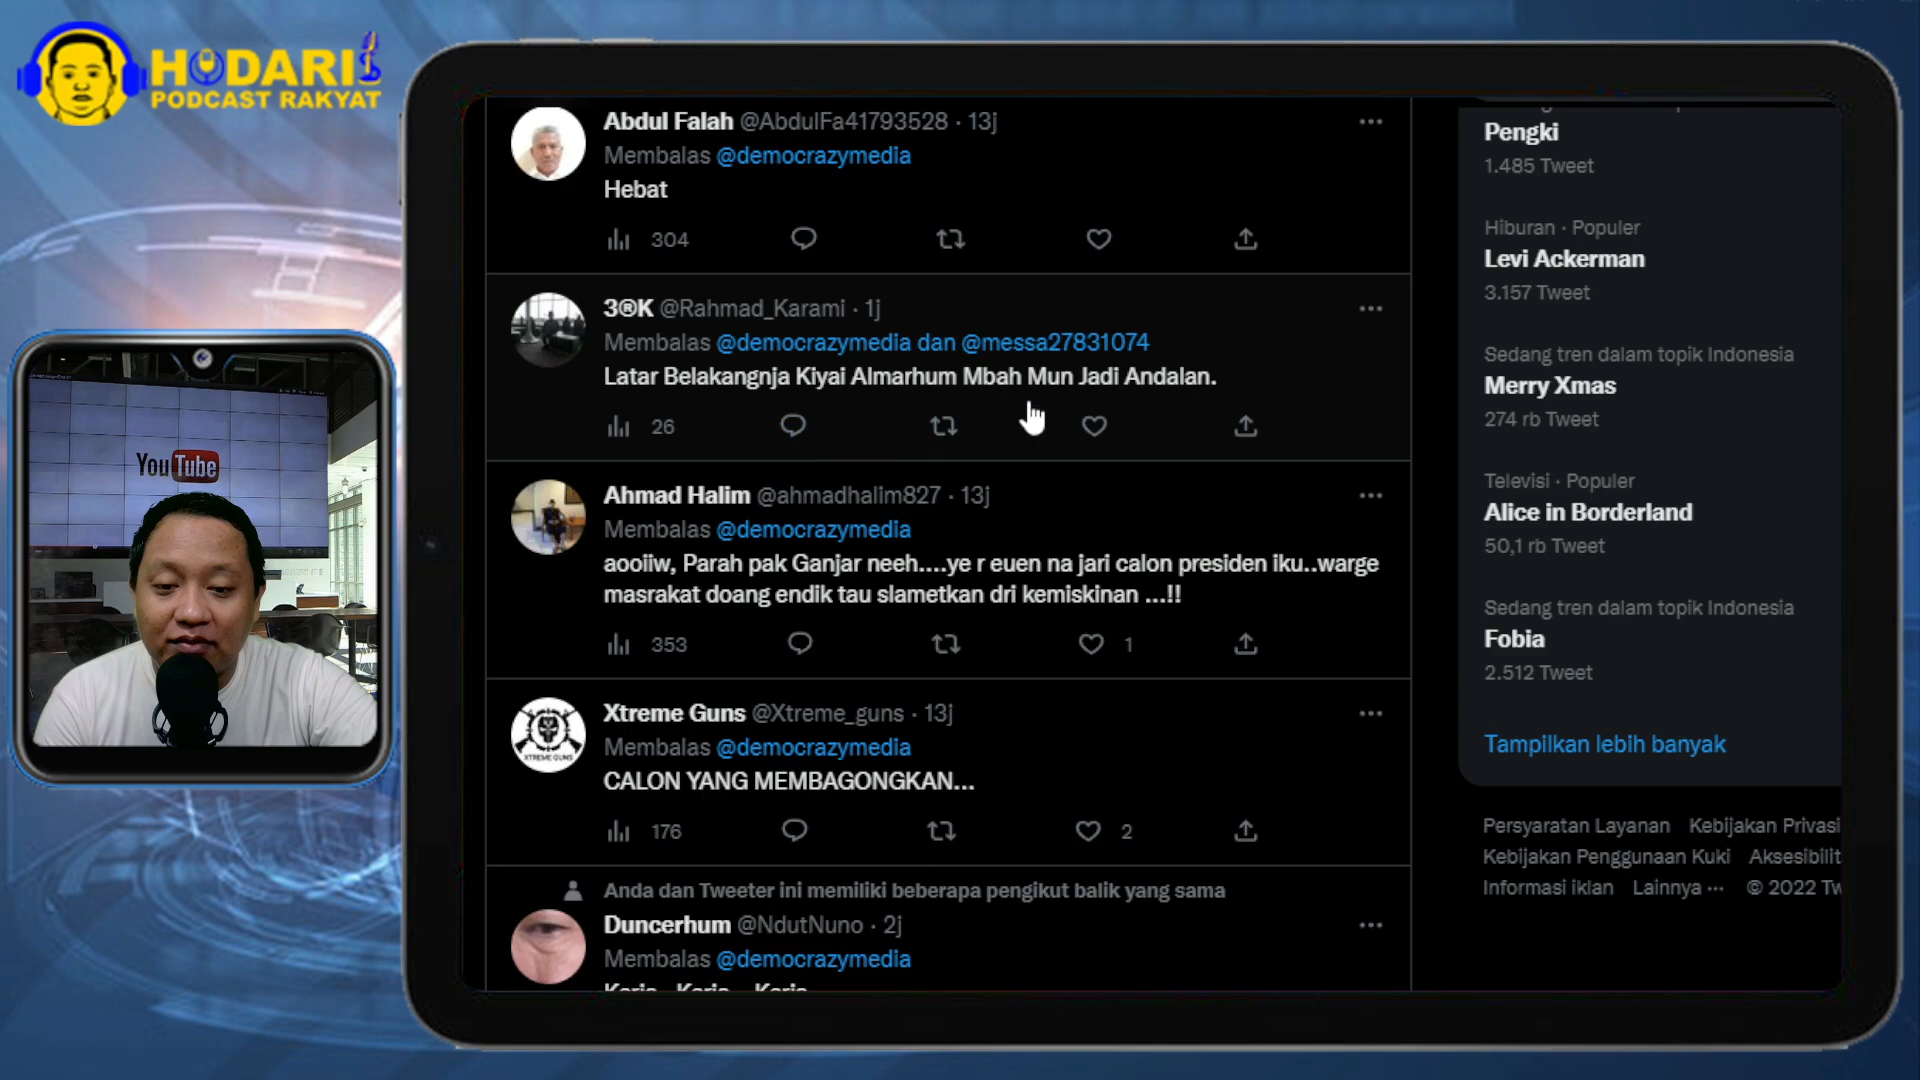 HODARI
PODCAST RAKYAT
YouTube
Abdul Falah @AbdulFa41793528 · 13j
Membalas @democrazymedia
Hebat
304
3®K @Rahmad_Karami · 1j
Membalas @democrazymedia dan @messa27831074
Latar Belakangnja Kiyai Almarhum Mbah Mun Jadi Andalan.
26
Ahmad Halim @ahmadhalim827 · 13j
Membalas @democrazymedia
aooiiw, Parah pak Ganjar neeh....ye r euen na jari calon presiden iku..warge
masrakat doang endik tau slametkan dri kemiskinan ...!!
353
1
XTREME GUNS
Xtreme Guns @Xtreme_guns · 13j
Membalas @democrazymedia
CALON YANG MEMBAGONGKAN...
176
2
Anda dan Tweeter ini memiliki beberapa pengikut balik yang sama
Duncerhum @NdutNuno · 2j
Membalas @democrazymedia
Pengki
1.485 Tweet
Hiburan · Populer
Levi Ackerman
3.157 Tweet
Sedang tren dalam topik Indonesia
Merry Xmas
274 rb Tweet
Televisi · Populer
Alice in Borderland
50,1 rb Tweet
Sedang tren dalam topik Indonesia
Fobia
2.512 Tweet
Tampilkan lebih banyak
Persyaratan Layanan Kebijakan Privasi
Kebijakan Penggunaan Kuki Aksesibilit
Informasi iklan Lainnya ··· © 2022 Tw